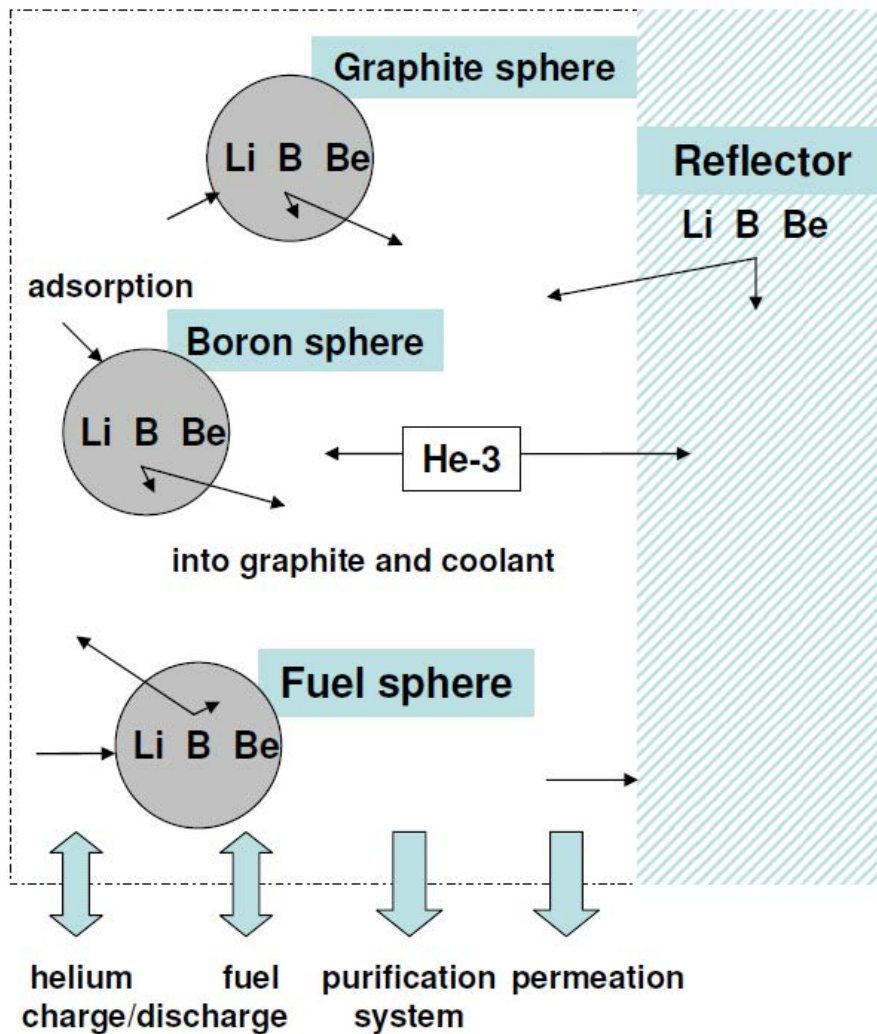 Graphite sphere
Li B Be
Reflector
Li B Be
adsorption
Boron sphere
Li B Be
He-3
into graphite and coolant
Fuel sphere
Li B Be
helium fuel purification permeation
charge/discharge system